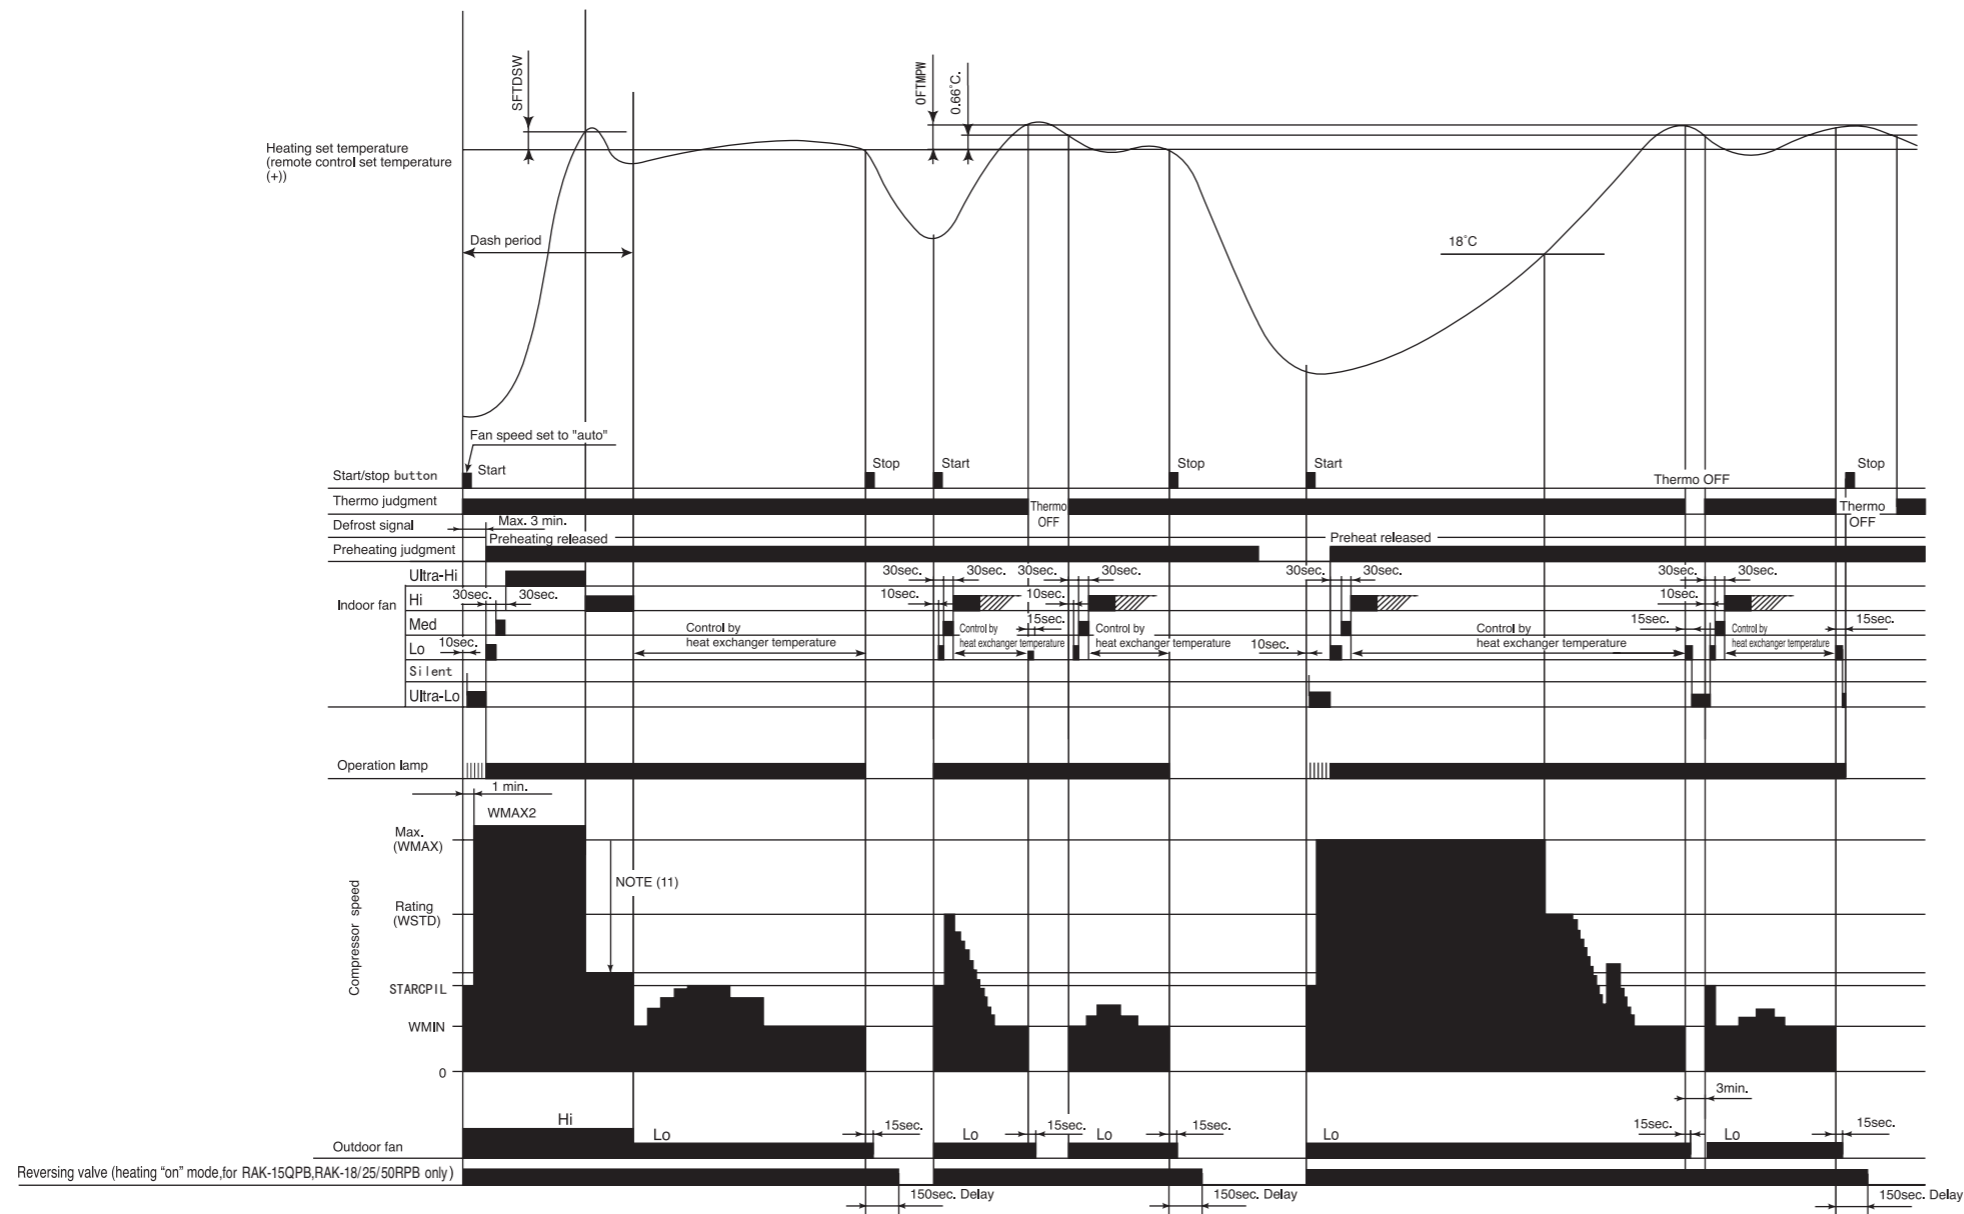 SFTDSW
OFTMPW
0.66°C.
Heating set temperature
(remote control set temperature
(+))
Dash period
18°C
Fan speed set to "auto"
Start/stop button
Start
Stop
Start
Stop
Start
Thermo OFF
Stop
Thermo judgment
Thermo
OFF
Thermo
OFF
Defrost signal
Max. 3 min.
Preheating judgment
Preheating released
Preheat released
Indoor fan
Ultra-Hi
Hi
Med
Lo
Silent
Ultra-Lo
30sec.
30sec.
10sec.
Control by
heat exchanger temperature
30sec.
30sec.
10sec.
Control by
heat exchanger temperature
30sec.
30sec.
10sec.
15sec.
Control by
heat exchanger temperature
30sec.
30sec.
10sec.
Control by
heat exchanger temperature
30sec.
30sec.
10sec.
15sec.
Control by
heat exchanger temperature
15sec.
Operation lamp
1 min.
WMAX2
Compressor speed
Max.
(WMAX)
NOTE (11)
Rating
(WSTD)
STARCPIL
WMIN
0
3min.
Outdoor fan
Hi
Lo
15sec.
Lo
15sec.
Lo
15sec.
Lo
15sec.
Lo
15sec.
Reversing valve (heating “on” mode,for RAK-15QPB,RAK-18/25/50RPB only)
150sec. Delay
150sec. Delay
150sec. Delay